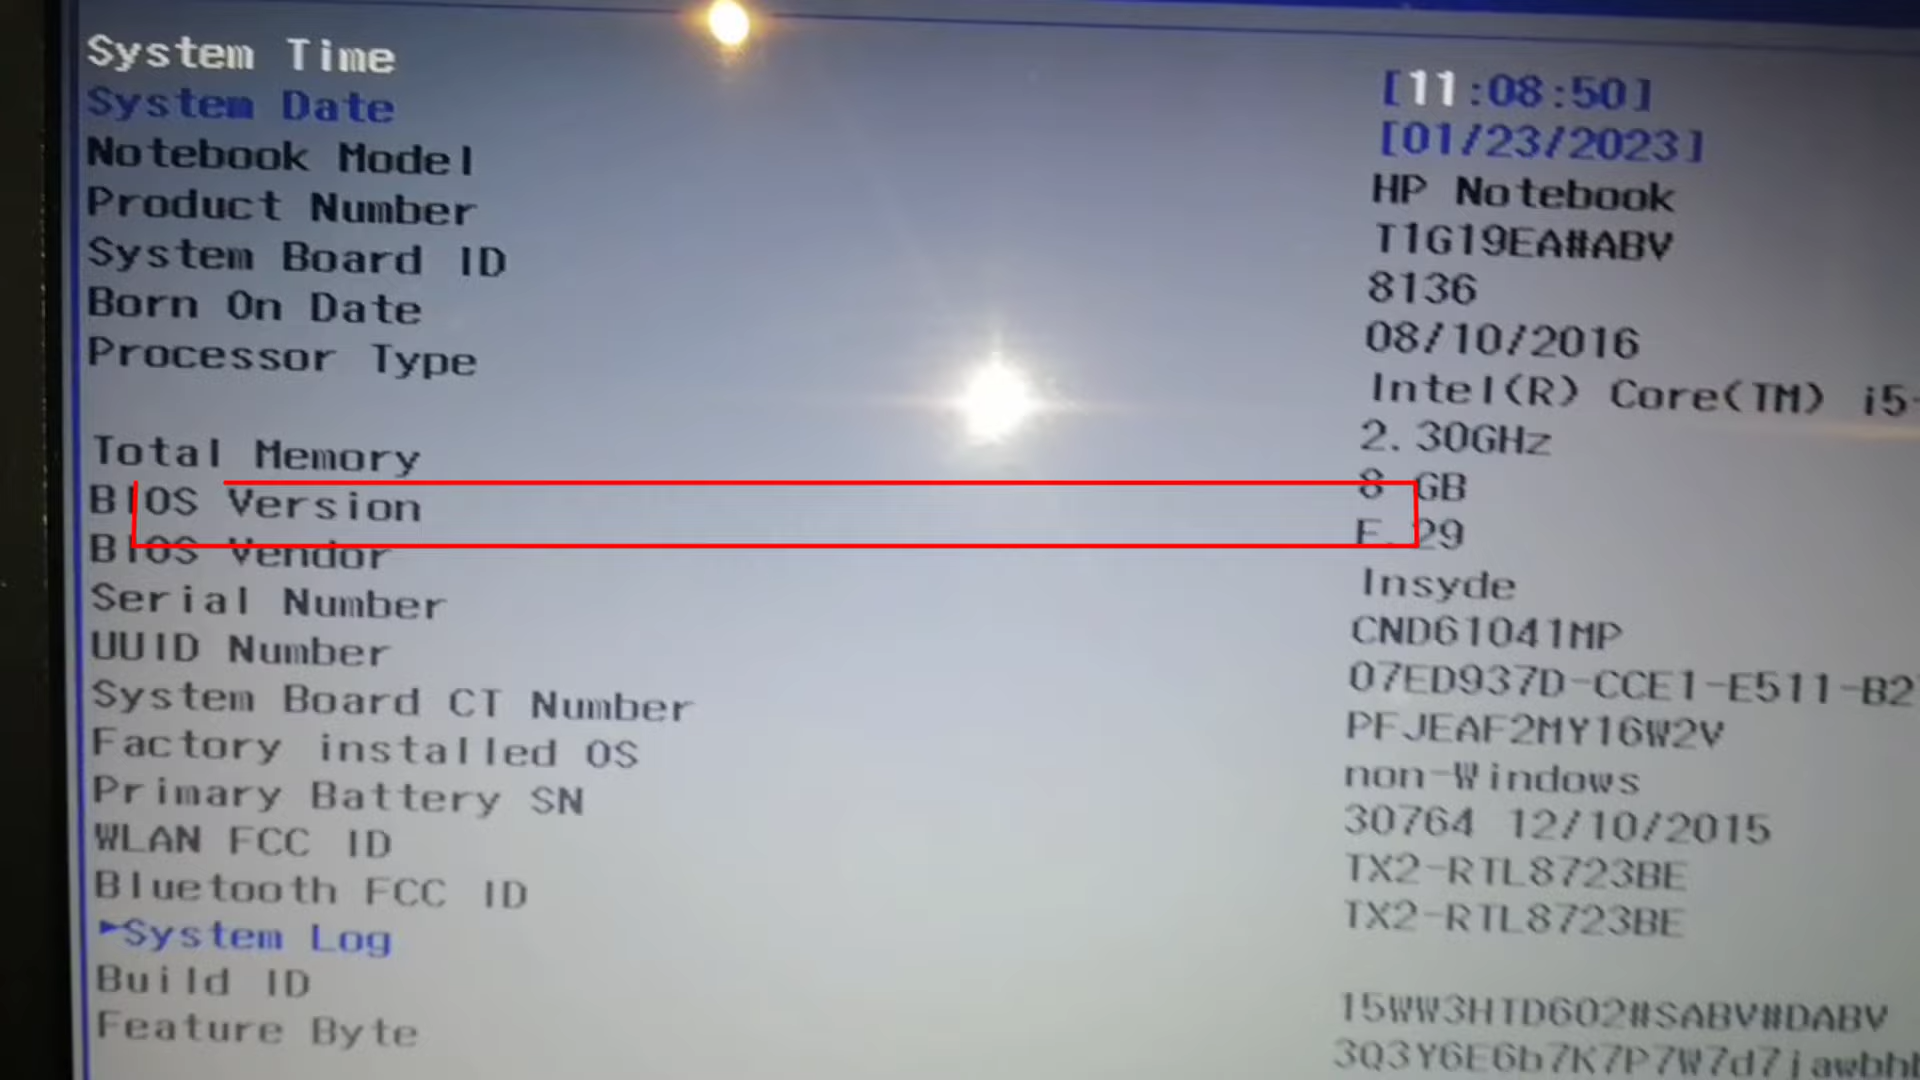 System Time [11:08:50]
System Date [01/23/2023]
Notebook Model HP Notebook
Product Number T1G19EA#ABV
System Board ID 8136
Born On Date 08/10/2016
Processor Type Intel(R) Core(TM) i5-
2.30GHz
Total Memory 8 GB
BIOS Version F.29
BIOS Vendor Insyde
Serial Number CND61041MP
UUID Number 07ED937D-CCE1-E511-B2
System Board CT Number PFJEAF2MY16W2V
Factory installed OS non-Windows
Primary Battery SN 30764 12/10/2015
WLAN FCC ID TX2-RTL8723BE
Bluetooth FCC ID TX2-RTL8723BE
►System Log
Build ID 15WW3HTD602#SABV#DABV
Feature Byte